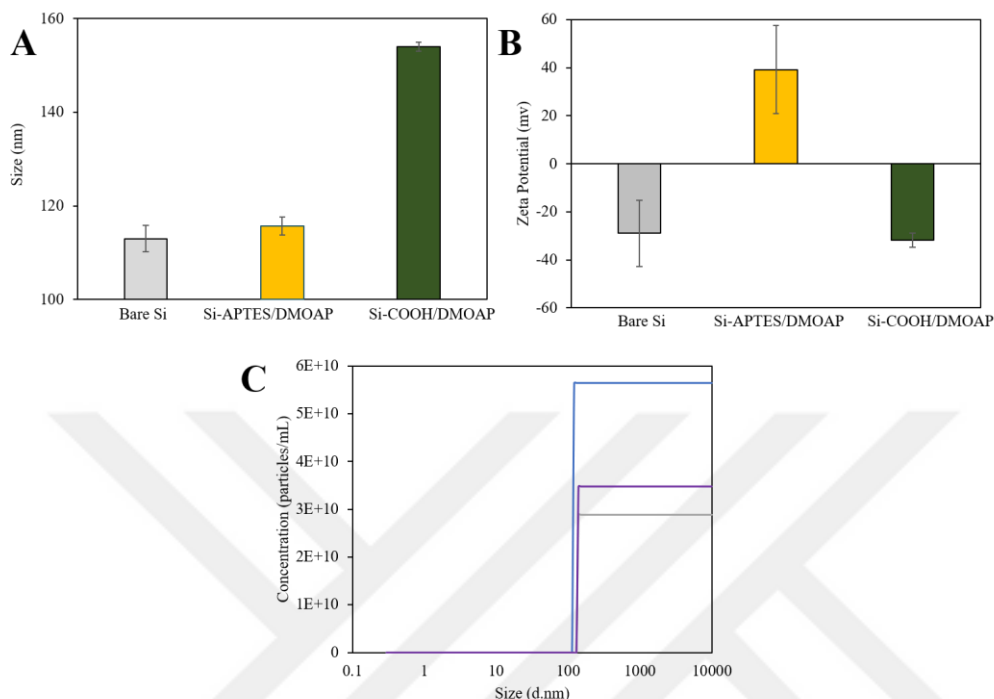 A
160
140
120
100
Size (nm)
Bare Si
Si-APTES/DMOAP
Si-COOH/DMOAP
B
60
40
20
0
-20
-40
-60
Zeta Potential (mv)
Bare Si
Si-APTES/DMOAP
Si-COOH/DMOAP
C
6E+10
5E+10
4E+10
3E+10
2E+10
1E+10
0
Concentration (particles/mL)
0.1 1 10 100 1000 10000
Size (d.nm)